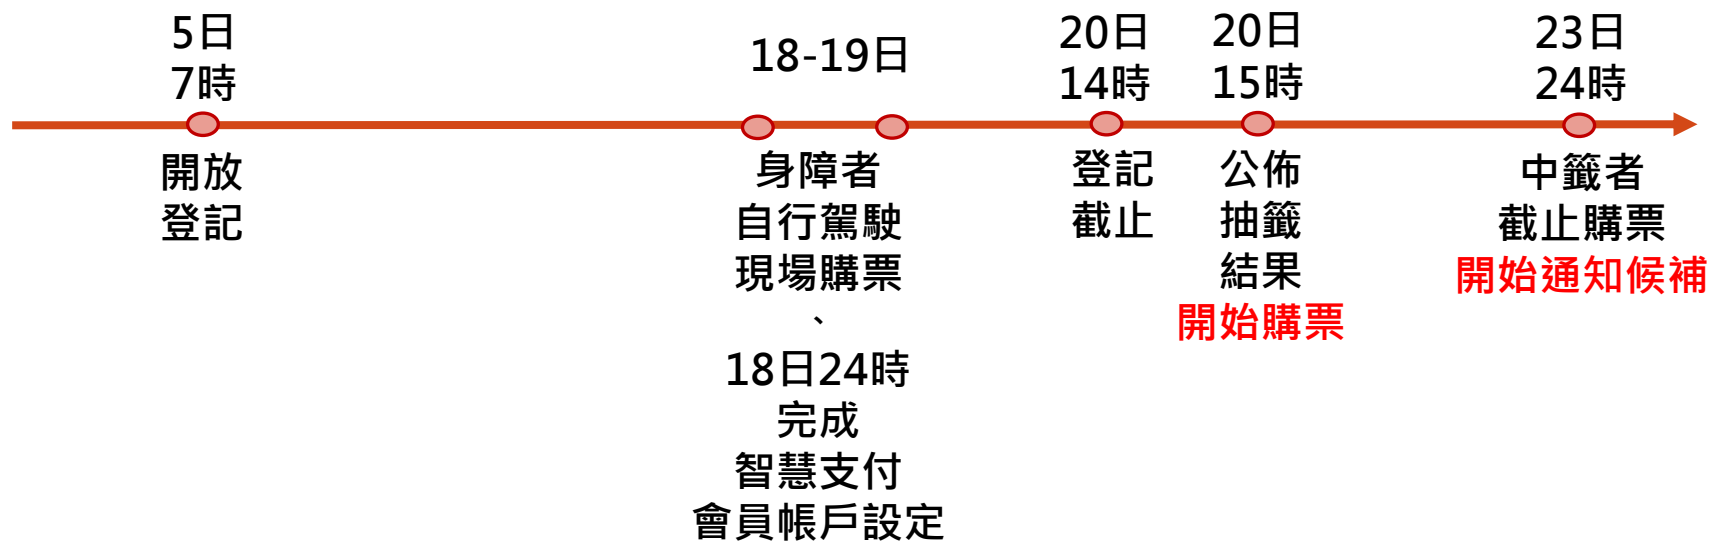 5日
7時
開放
登記
18-19日
身障者
自行駕駛
現場購票
、
18日24時
完成
智慧支付
會員帳戶設定
20日
14時
登記
截止
20日
15時
公佈
抽籤
結果
開始購票
23日
24時
中籤者
截止購票
開始通知候補